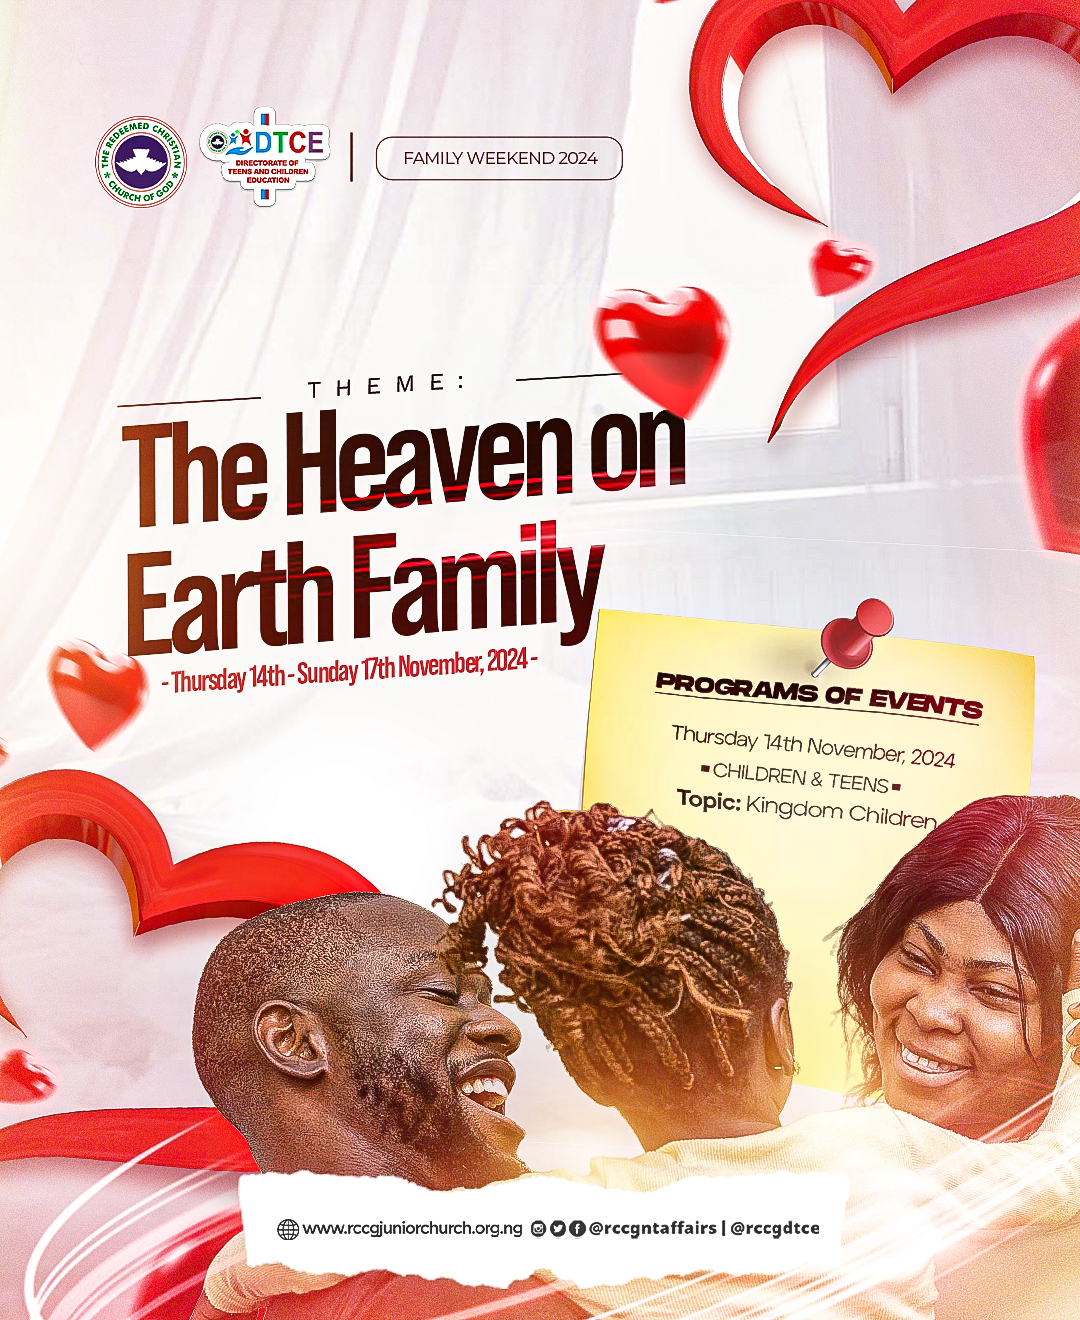 THE REDEEMED CHRISTIAN CHURCH OF GOD
DTCE
DIRECTORATE OF
TEENS AND CHILDREN
EDUCATION
FAMILY WEEKEND 2024
THEME:
The Heaven on
Earth Family
- Thursday 14th - Sunday 17th November, 2024 -
PROGRAMS OF EVENTS
Thursday 14th November, 2024
▪CHILDREN & TEENS▪
Topic: Kingdom Children
www.rccgjuniorchurch.org.ng @rccgntaffairs | @rccgdtce